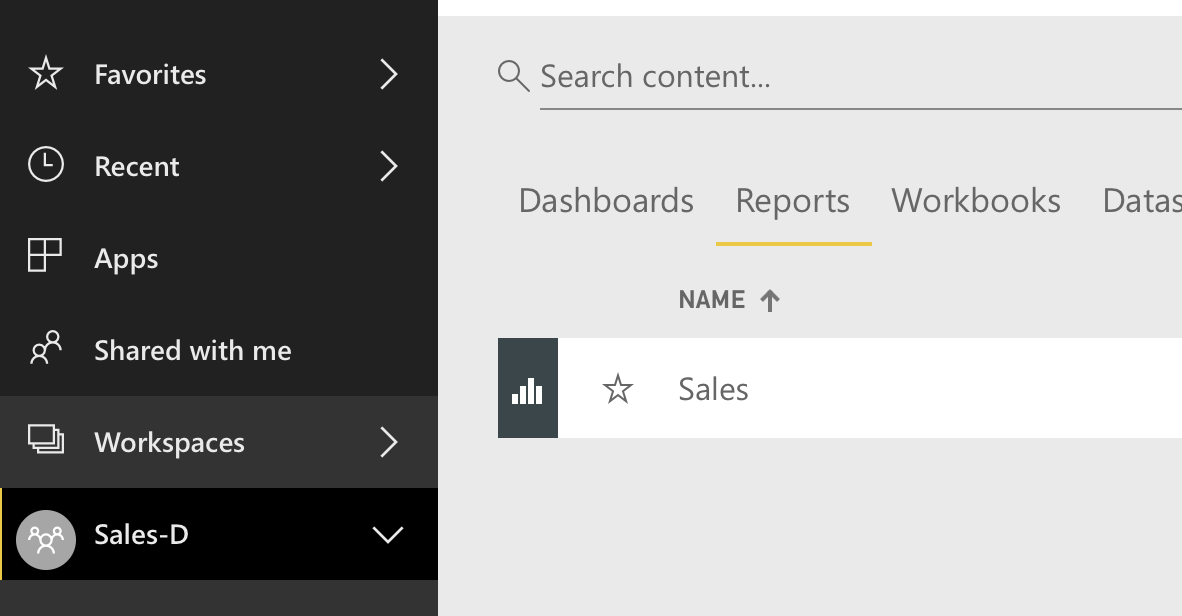 Favorites
Recent
Apps
Shared with me
Workspaces
Sales-D
Search content...
Dashboards Reports Workbooks Datas
NAME
Sales